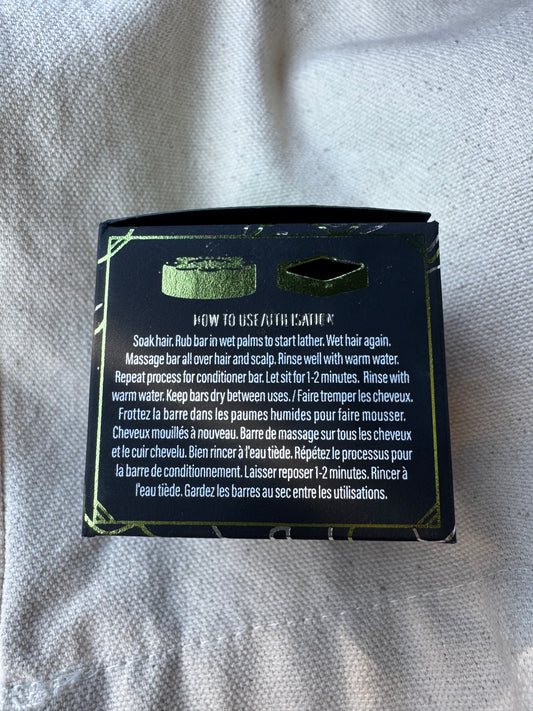 HOW TO USE/UTILISATION
Soak hair. Rub bar in wet palms to start lather. Wet hair again.
Massage bar all over hair and scalp. Rinse well with warm water.
Repeat process for conditioner bar. Let sit for 1-2 minutes. Rinse with
warm water. Keep bars dry between uses. / Faire tremper les cheveux.
Frottez la barre dans les paumes humides pour faire mousser.
Cheveux mouillés à nouveau. Barre de massage sur tous les cheveux
et le cuir chevelu. Bien rincer à l'eau tiède. Répétez le processus pour
la barre de conditionnement. Laisser reposer 1-2 minutes. Rincer à
l'eau tiède. Gardez les barres au sec entre les utilisations.